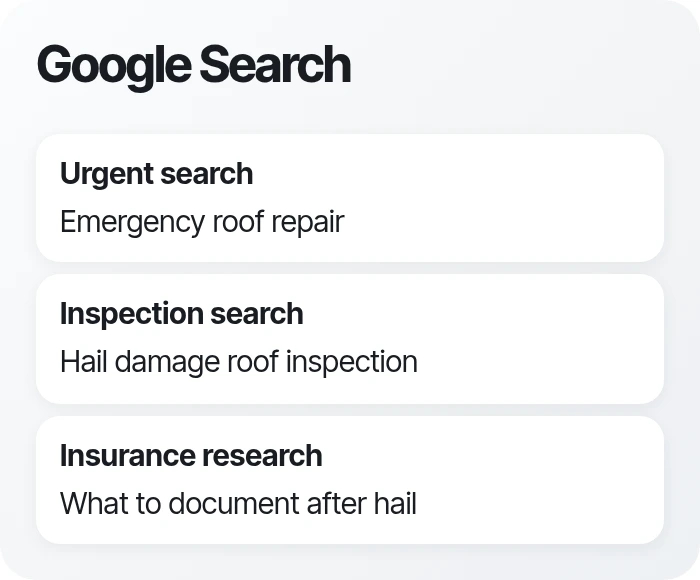 Google Search
Urgent search
Emergency roof repair
Inspection search
Hail damage roof inspection
Insurance research
What to document after hail